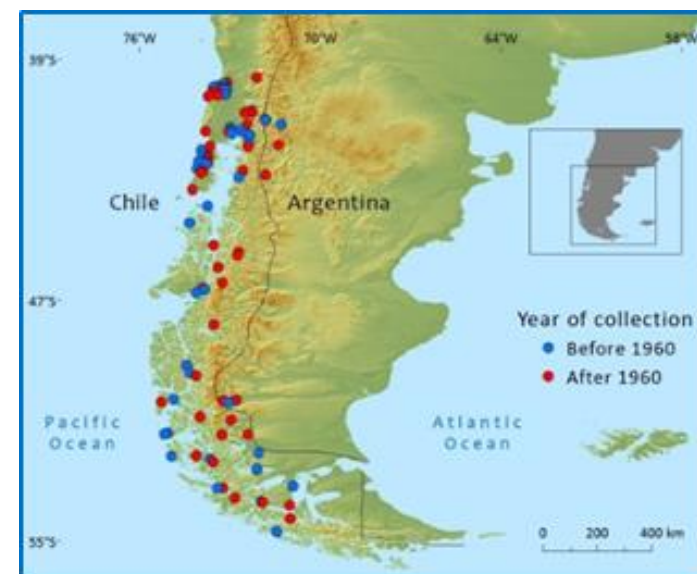 76°W
70°W
64°W
58°W
39°S
Chile
Argentina
47°S
Year of collection
Before 1960
After 1960
Pacific
Ocean
Atlantic
Ocean
55°S
0 200 400 km